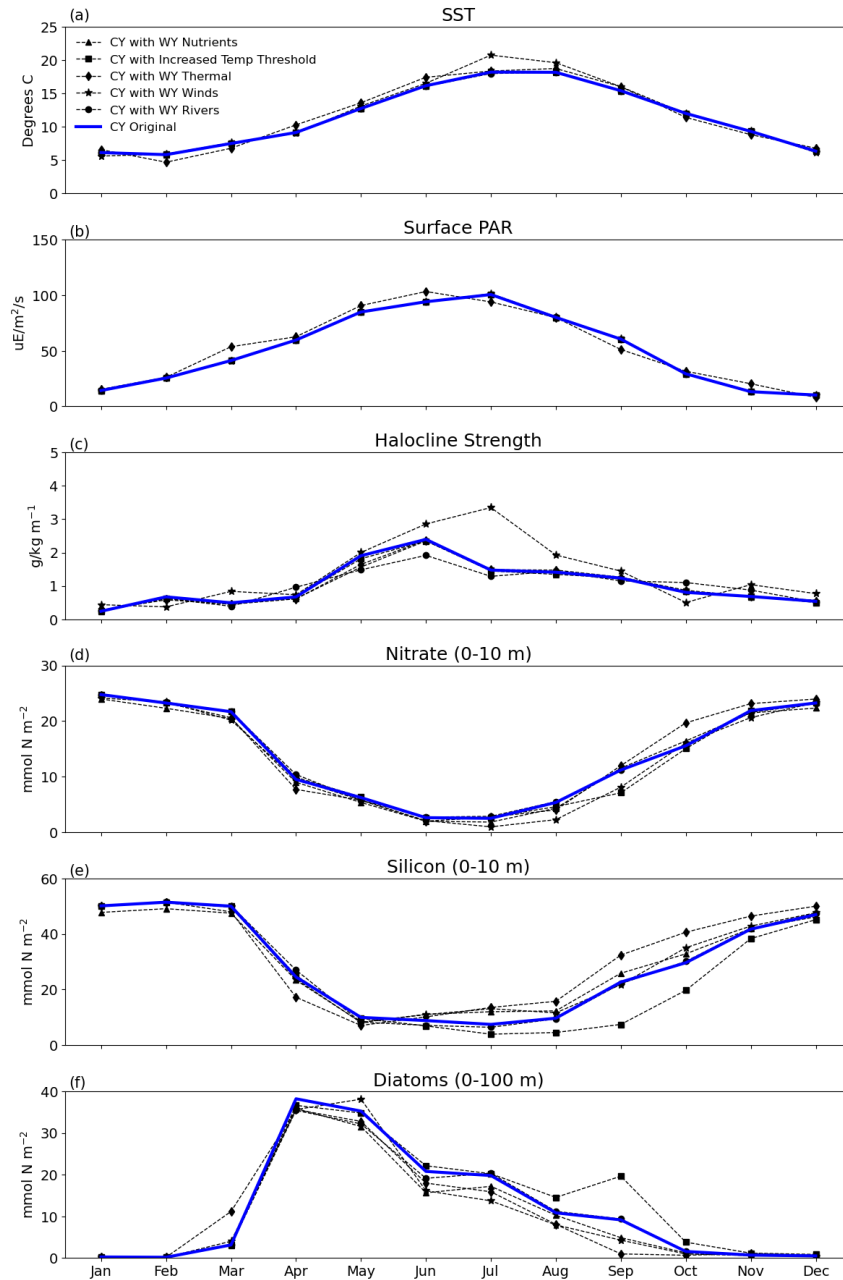 (a) SST
25
20
15
10
5
0
Degrees C
CY with WY Nutrients
CY with Increased Temp Threshold
CY with WY Thermal
CY with WY Winds
CY with WY Rivers
CY Original
(b) Surface PAR
150
100
50
0
uE/m²/s
(c) Halocline Strength
5
4
3
2
1
0
g/kg m⁻¹
(d) Nitrate (0-10 m)
30
20
10
0
mmol N m⁻²
(e) Silicon (0-10 m)
60
40
20
0
mmol N m⁻²
(f) Diatoms (0-100 m)
40
30
20
10
0
mmol N m⁻²
Jan Feb Mar Apr May Jun Jul Aug Sep Oct Nov Dec